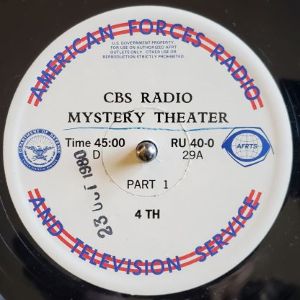 AMERICAN FORCES RADIO
U.S. GOVERNMENT PROPERTY.
FOR USE ON AUTHORIZED AFRT
OUTLETS ONLY. OTHER USE OR
REPRODUCTION STRICTLY PROHIBITED.
CBS RADIO
MYSTERY THEATER
Time 45:00 RU 40-0
D 29A
AFRTS
PART 1
23 OCT 1980
4 TH
AND TELEVISION SERVICE